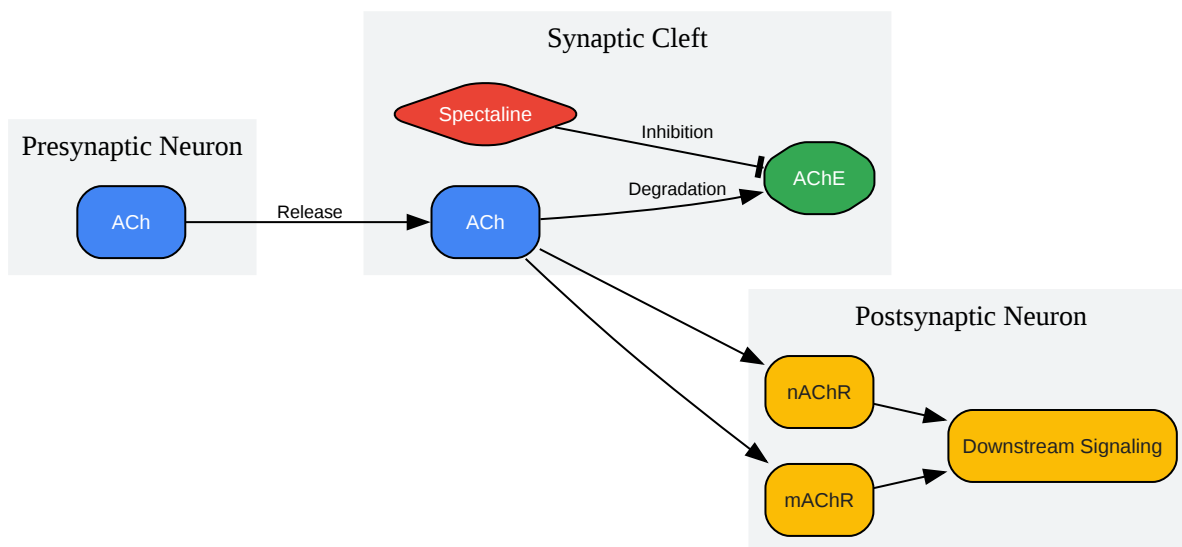 Synaptic Cleft
Spectaline
Inhibition
Presynaptic Neuron
AChE
Degradation
ACh
Release
ACh
Postsynaptic Neuron
nAChR
Downstream Signaling
mAChR